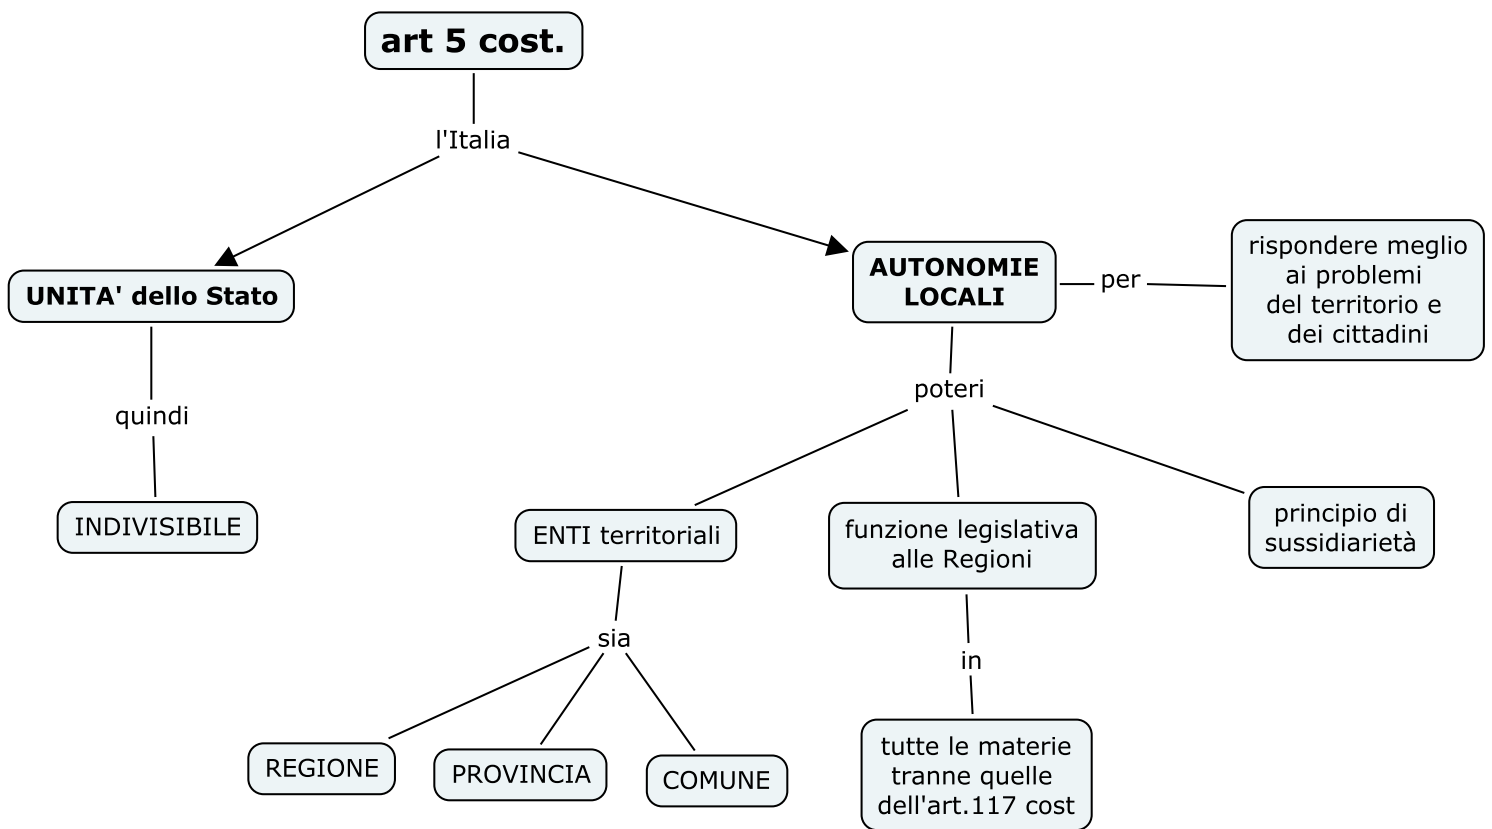 art 5 cost.
l'Italia
UNITA' dello Stato
quindi
INDIVISIBILE
AUTONOMIE
LOCALI
per
rispondere meglio
ai problemi
del territorio e
dei cittadini
poteri
ENTI territoriali
sia
REGIONE
PROVINCIA
COMUNE
funzione legislativa
alle Regioni
in
tutte le materie
tranne quelle
dell'art.117 cost
principio di
sussidiarietà